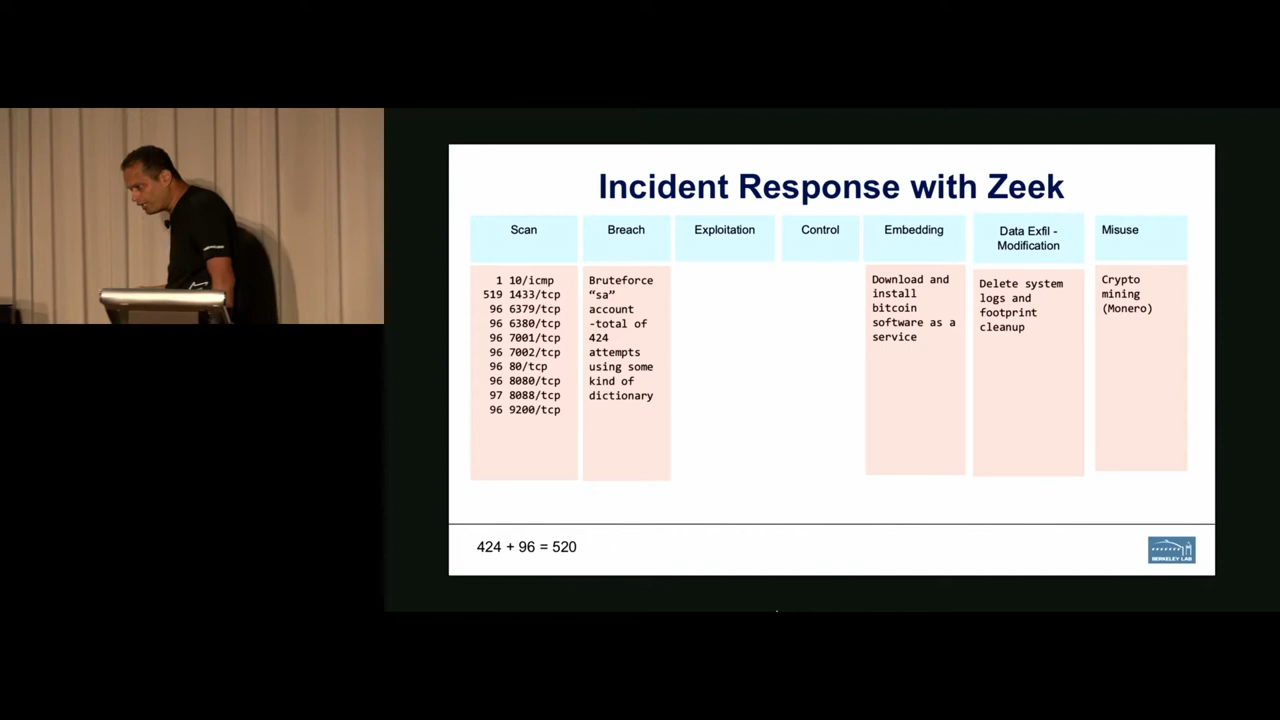 Incident Response with Zeek
Scan
Breach
Exploitation
Control
Embedding
Data Exfil -
Modification
Misuse
1 10/icmp
519 1433/tcp
96 6379/tcp
96 6380/tcp
96 7001/tcp
96 7002/tcp
96 80/tcp
96 8080/tcp
97 8088/tcp
96 9200/tcp
Bruteforce
“sa”
account
-total of
424
attempts
using some
kind of
dictionary
Download and
install
bitcoin
software as a
service
Delete system
logs and
footprint
cleanup
Crypto
mining
(Monero)
424 + 96 = 520
BERKELEY LAB